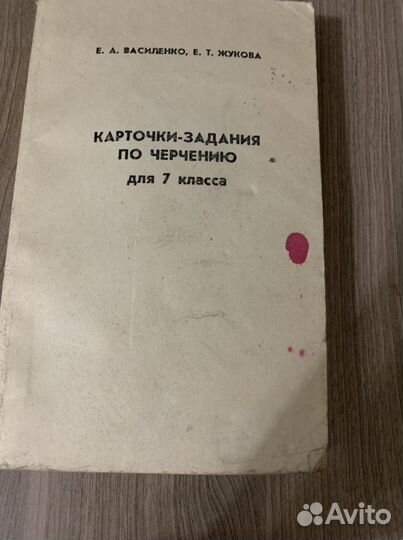 Е. А. ВАСИЛЕНКО, Е. Т. ЖУКОВА
КАРТОЧКИ-ЗАДАНИЯ
ПО ЧЕРЧЕНИЮ
для 7 класса
Avito